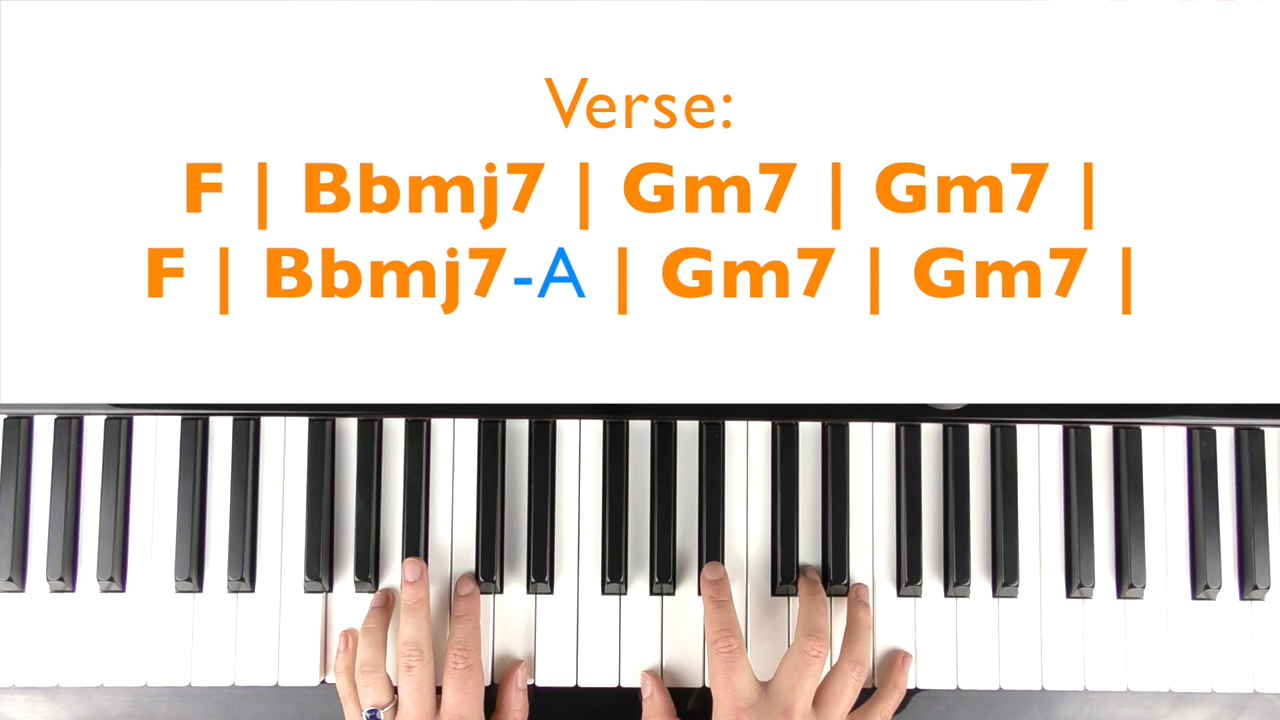 Verse:
F | Bbmj7 | Gm7 | Gm7 |
F | Bbmj7-A | Gm7 | Gm7 |